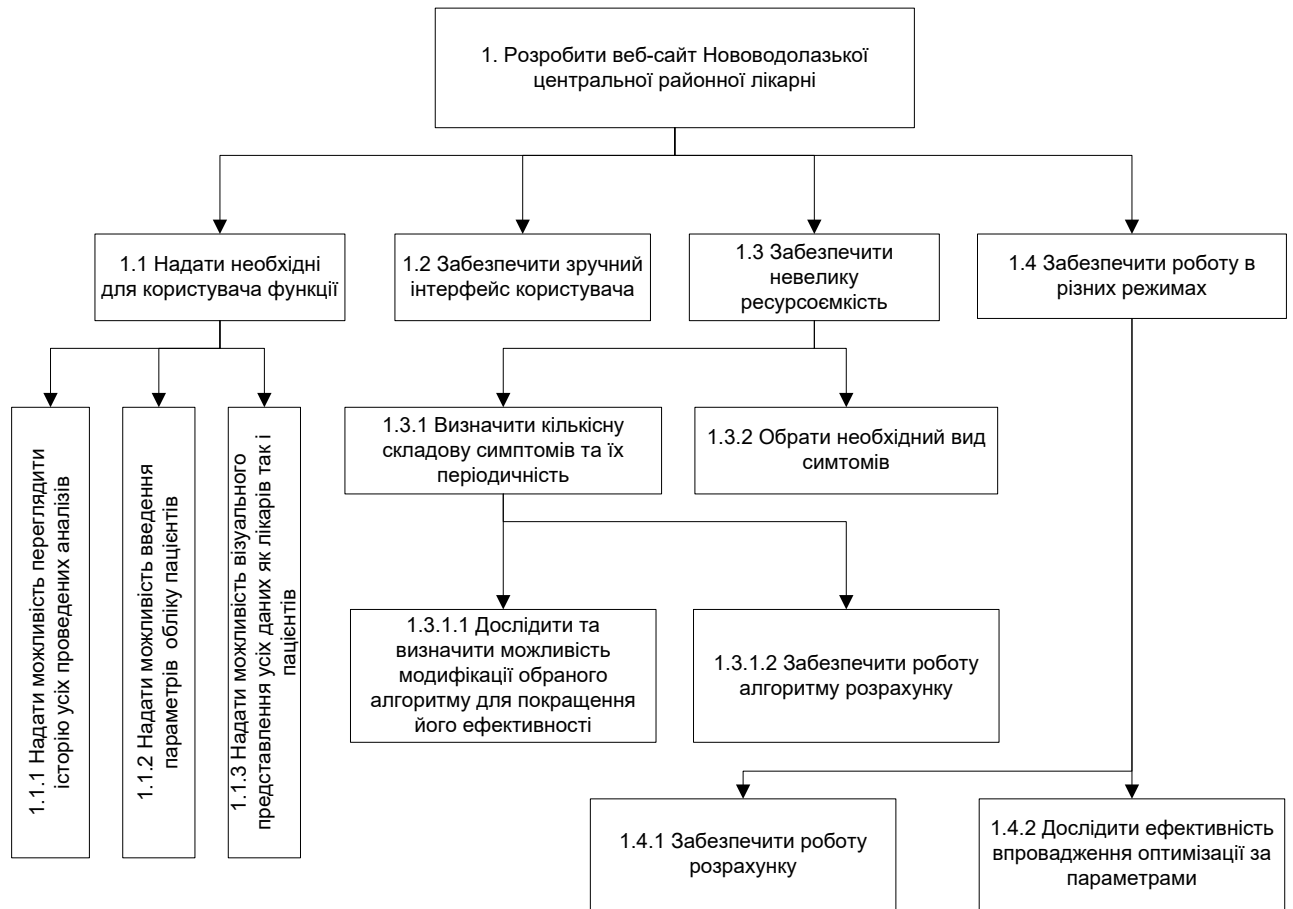 1. Розробити веб-сайт Нововодолазької
центральної районної лікарні
1.1 Надати необхідні
для користувача функції
1.2 Забезпечити зручний
інтерфейс користувача
1.3 Забезпечити
невелику
ресурсоємкість
1.4 Забезпечити роботу в
різних режимах
1.1.1 Надати можливість переглядити
історію усіх проведених аналізів
1.1.2 Надати можливість введення
параметрів обліку пацієнтів
1.1.3 Надати можливість візуального
представлення усіх даних як лікарів так і
пацієнтів
1.3.1 Визначити кількісну
складову симптомів та їх
періодичність
1.3.2 Обрати необхідний вид
симтомів
1.3.1.1 Дослідити та
визначити можливість
модифікації обраного
алгоритму для покращення
його ефективності
1.3.1.2 Забезпечити роботу
алгоритму розрахунку
1.4.1 Забезпечити роботу
розрахунку
1.4.2 Дослідити ефективність
впровадження оптимізації за
параметрами